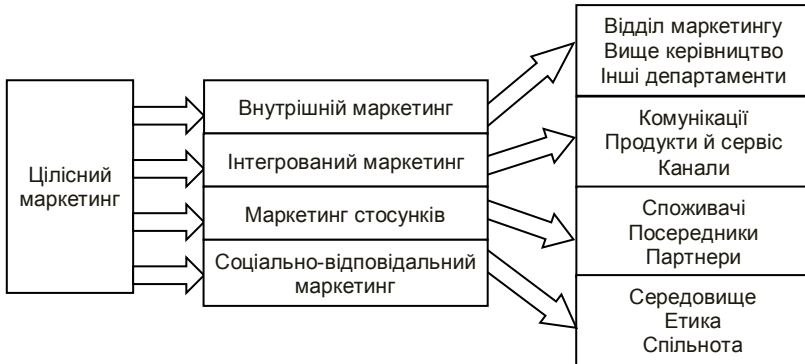 Цілісний
маркетинг
Внутрішній маркетинг
Інтегрований маркетинг
Маркетинг стосунків
Соціально-відповідальний
маркетинг
Відділ маркетингу
Вище керівництво
Інші департаменти
Комунікації
Продукти й сервіс
Канали
Споживачі
Посередники
Партнери
Середовище
Етика
Спільнота